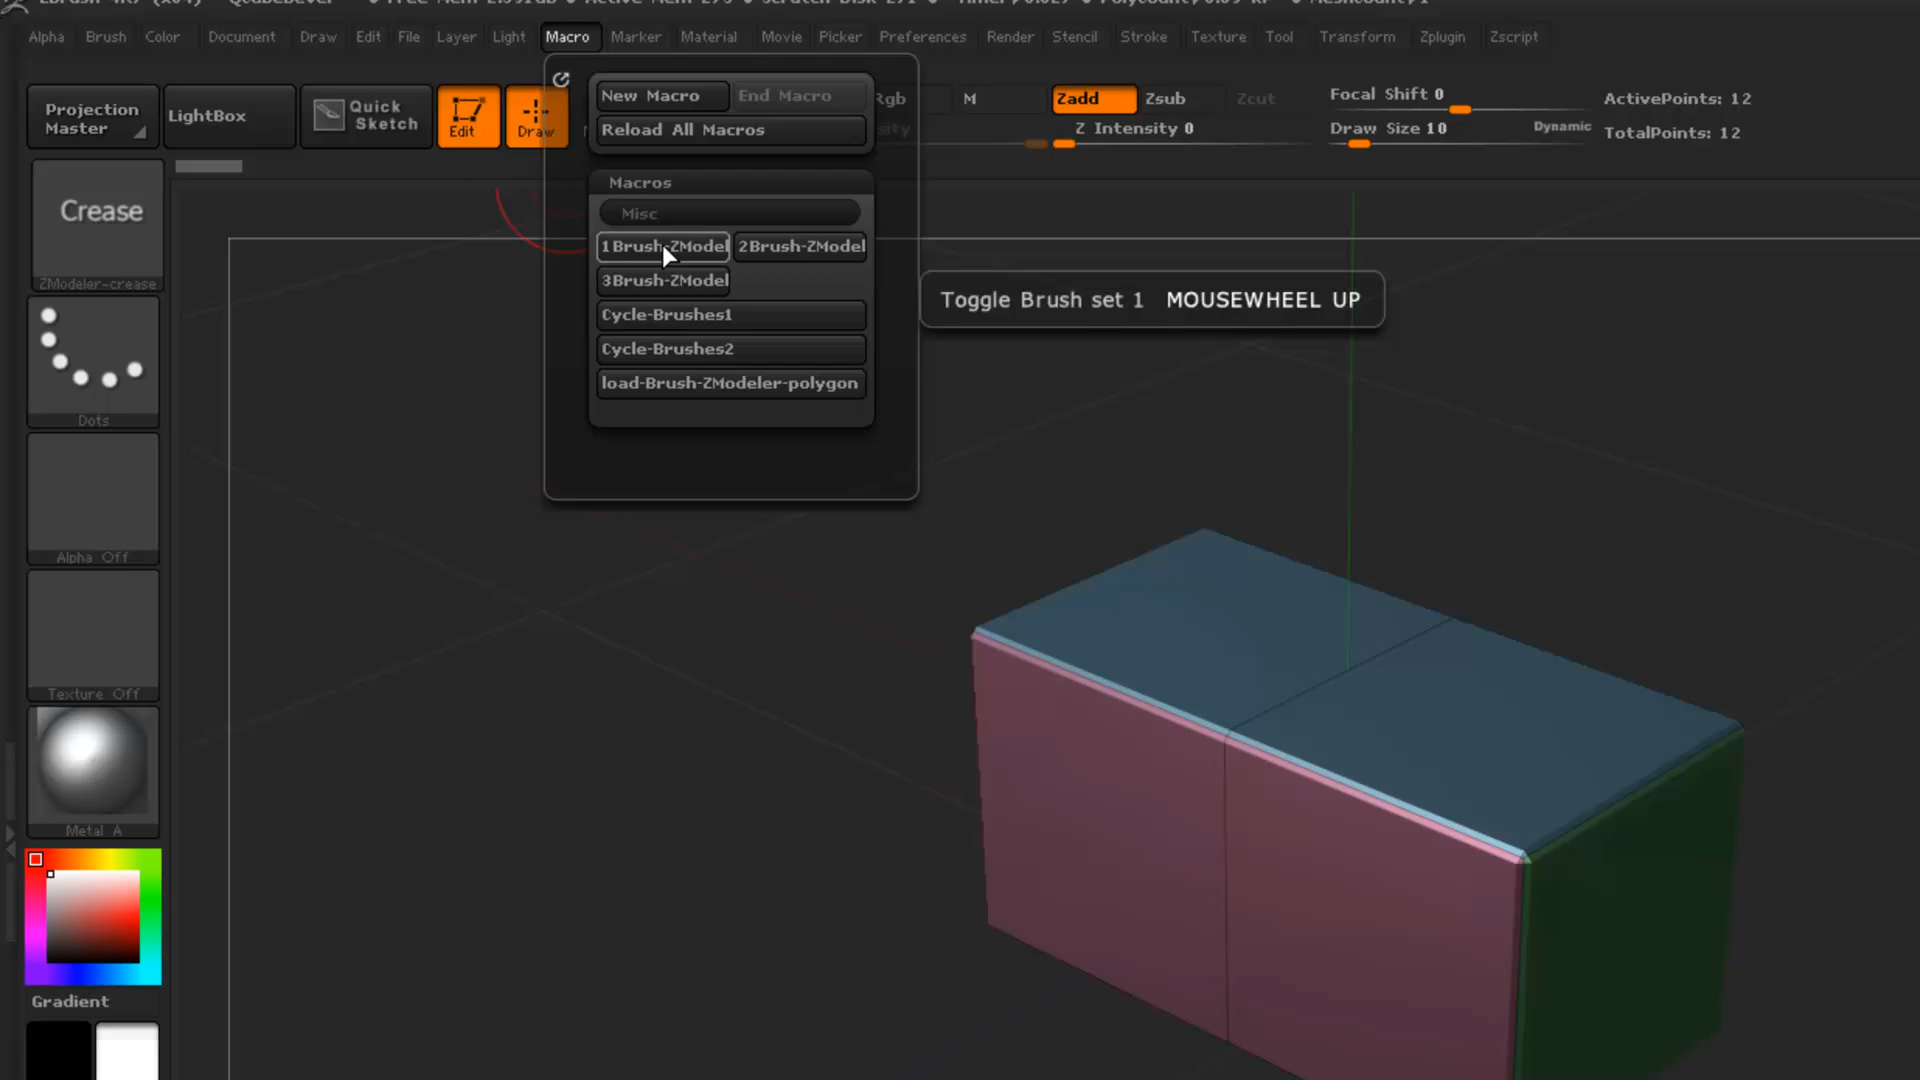 Alpha Brush Color Document Draw Edit File Layer Light Macro Marker Material Movie Picker Preferences Render Stencil Stroke Texture Tool Transform Zplugin Zscript
Projection
Master
LightBox
Quick
Sketch
Edit
Draw
New Macro
End Macro
Reload All Macros
Rgb
M
Zadd
Zsub
Zcut
Z Intensity 0
Focal Shift 0
Draw Size 10
Dynamic
ActivePoints: 12
TotalPoints: 12
Macros
Misc
1Brush-ZModel 2Brush-ZModel
3Brush-ZModel
Cycle-Brushes1
Cycle-Brushes2
load-Brush-ZModeler-polygon
Toggle Brush set 1 MOUSEWHEEL UP
Crease
ZModeler-crease
Dots
Alpha Off
Texture Off
Metal A
Gradient